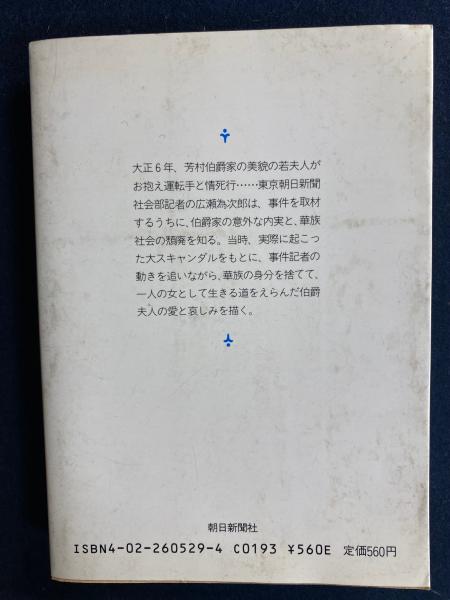 大正6年、芳村伯爵家の美貌の若夫人が
お抱え運転手と情死行……東京朝日新聞
社会部記者の広瀬為次郎は、事件を取材
するうちに、伯爵家の意外な内実と、華族
社会の頽廃を知る。当時、実際に起こっ
た大スキャンダルをもとに、事件記者の
動きを追いながら、華族の身分を捨てて、
一人の女として生きる道をえらんだ伯爵
夫人の愛と哀しみを描く。
朝日新聞社
ISBN4-02-260529-4 C0193 ¥560E 定価560円